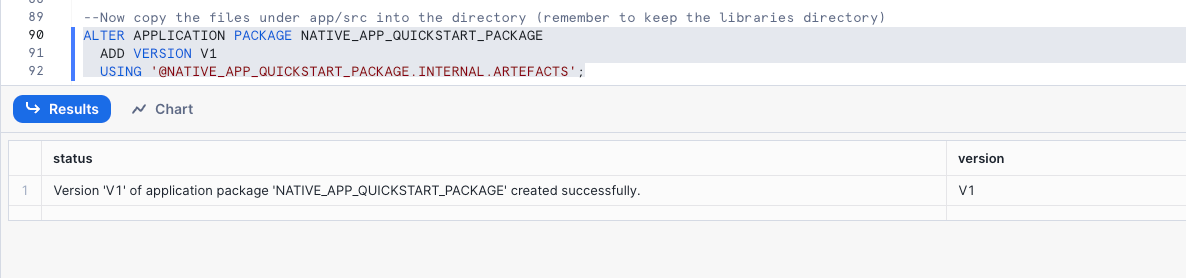 89 --Now copy the files under app/src into the directory (remember to keep the libraries directory)
90 ALTER APPLICATION PACKAGE NATIVE_APP_QUICKSTART_PACKAGE
91 ADD VERSION V1
92 USING '@NATIVE_APP_QUICKSTART_PACKAGE.INTERNAL.ARTEFACTS';
Results Chart
status version
1 Version 'V1' of application package 'NATIVE_APP_QUICKSTART_PACKAGE' created successfully. V1